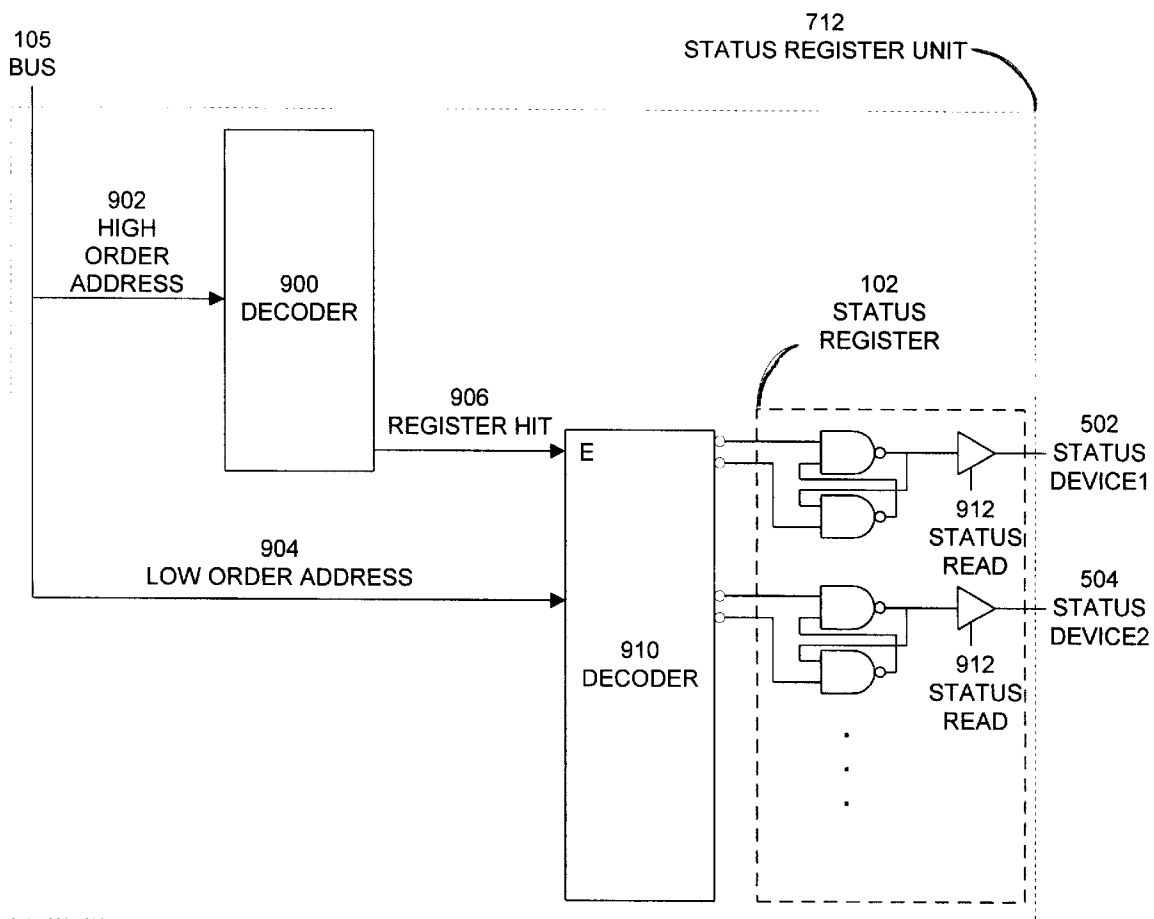 712
STATUS REGISTER UNIT
105
BUS
902
HIGH
ORDER
ADDRESS
900
DECODER
102
STATUS
REGISTER
906
REGISTER HIT
E
502
STATUS
DEVICE1
912
STATUS
READ
904
LOW ORDER ADDRESS
504
STATUS
DEVICE2
910
DECODER
912
STATUS
READ